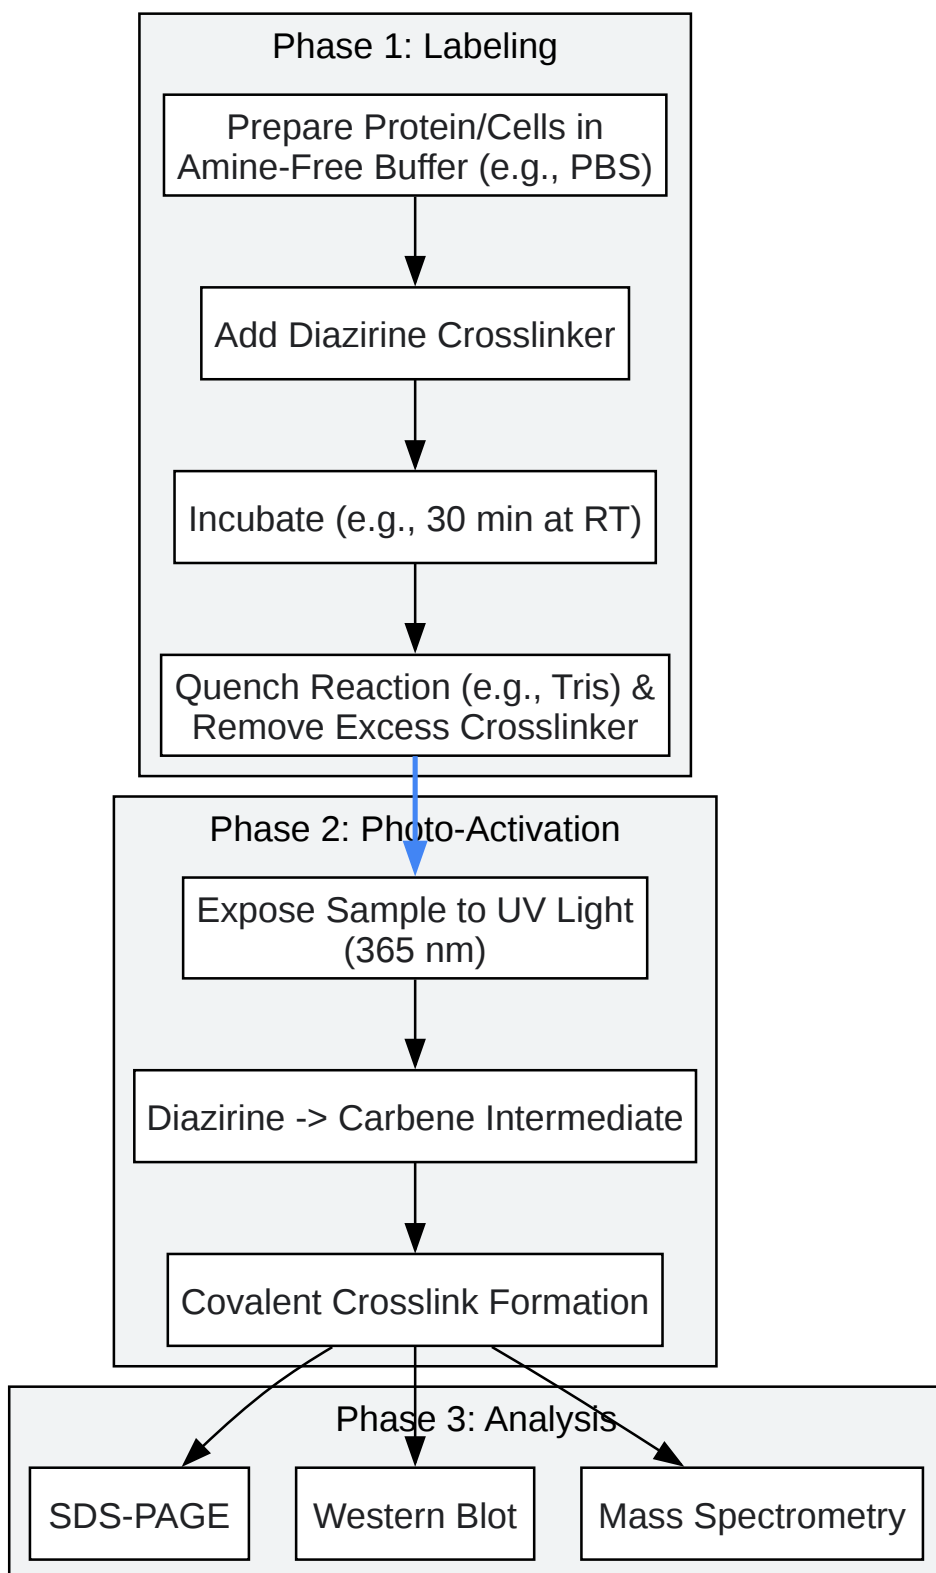 Phase 1: Labeling
Prepare Protein/Cells in
Amine-Free Buffer (e.g., PBS)
Add Diazirine Crosslinker
Incubate (e.g., 30 min at RT)
Quench Reaction (e.g., Tris) &
Remove Excess Crosslinker
Phase 2: Photo-Activation
Expose Sample to UV Light
(365 nm)
Diazirine -> Carbene Intermediate
Covalent Crosslink Formation
Phase 3: Analysis
SDS-PAGE
Western Blot
Mass Spectrometry